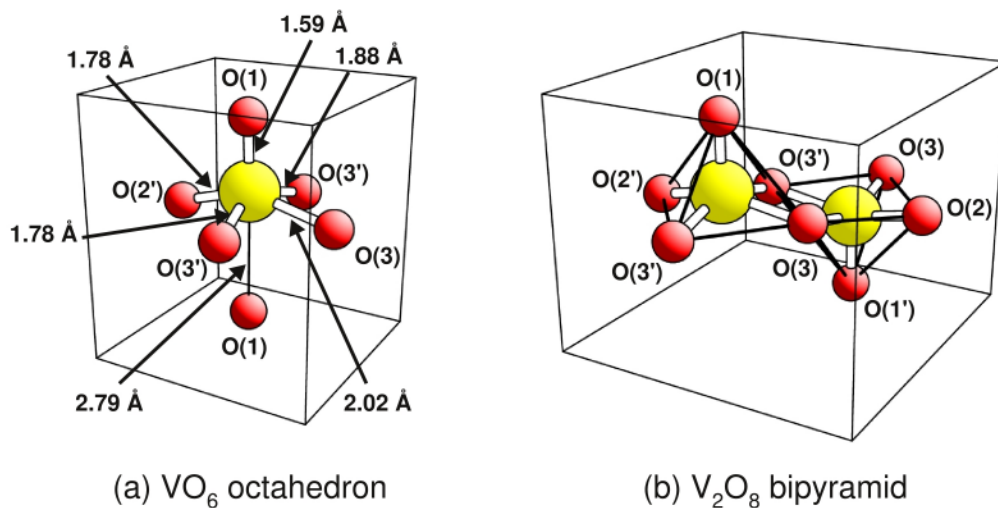 1.59 Å
1.78 Å
1.88 Å
O(1)
O(2')
O(3')
1.78 Å
O(3')
O(3)
O(1)
2.79 Å
2.02 Å
(a) VO₆ octahedron
O(1)
O(3')
O(3)
O(2')
O(2)
O(3')
O(3)
O(1')
(b) V₂O₈ bipyramid